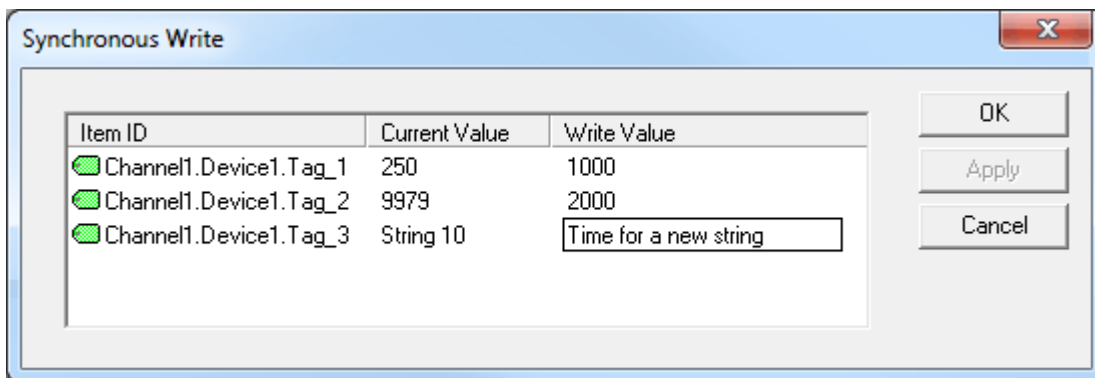 Synchronous Write
Item ID Current Value Write Value
Channel1.Device1.Tag_1 250 1000
Channel1.Device1.Tag_2 9979 2000
Channel1.Device1.Tag_3 String 10 Time for a new string
OK
Apply
Cancel